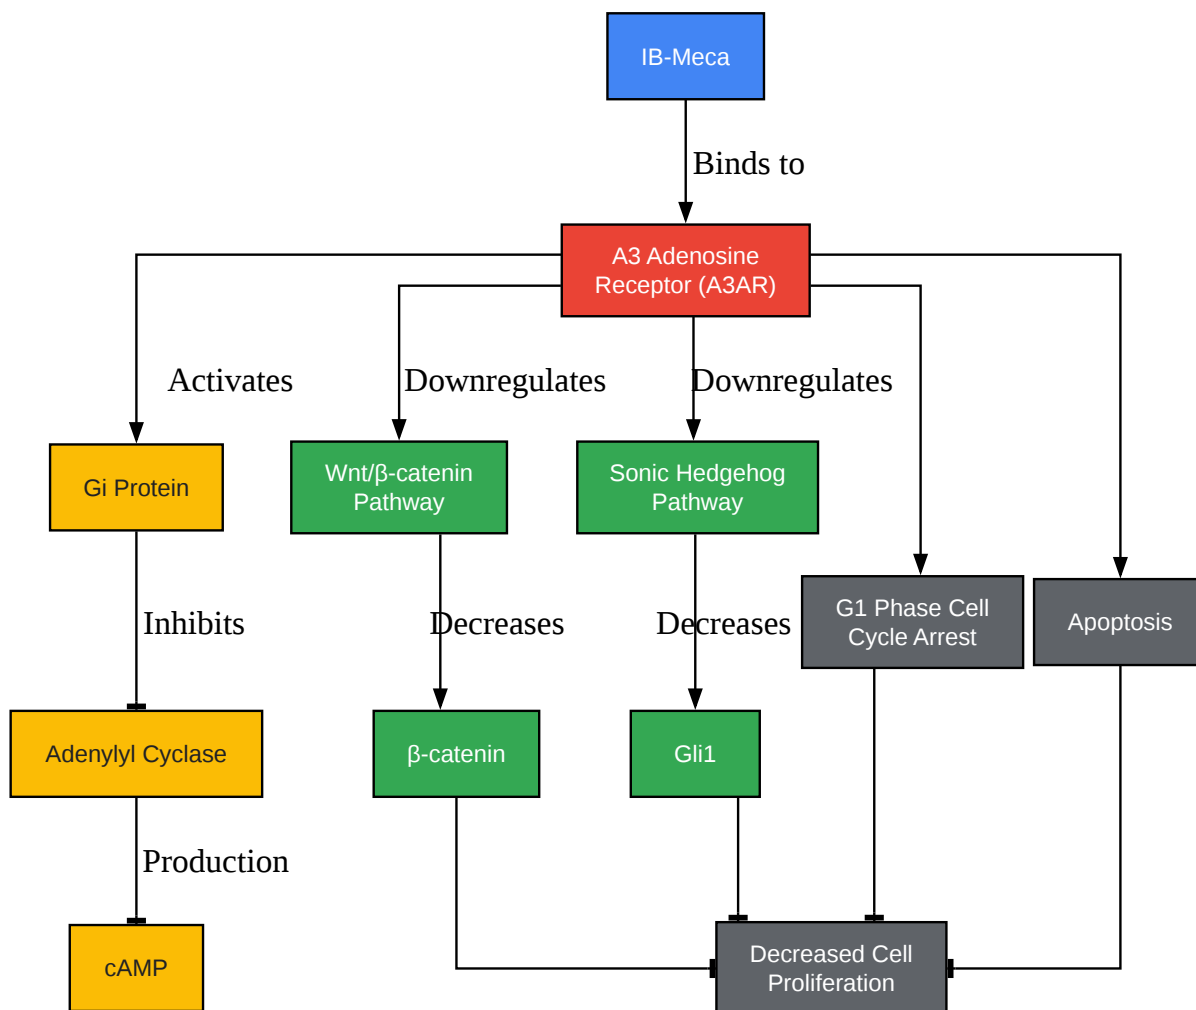 IB-Meca
Binds to
A3 Adenosine
Receptor (A3AR)
Activates
Downregulates
Downregulates
Gi Protein
Wnt/β-catenin
Pathway
Sonic Hedgehog
Pathway
Inhibits
Decreases
Decreases
G1 Phase Cell
Cycle Arrest
Apoptosis
Adenylyl Cyclase
β-catenin
Gli1
Production
cAMP
Decreased Cell
Proliferation